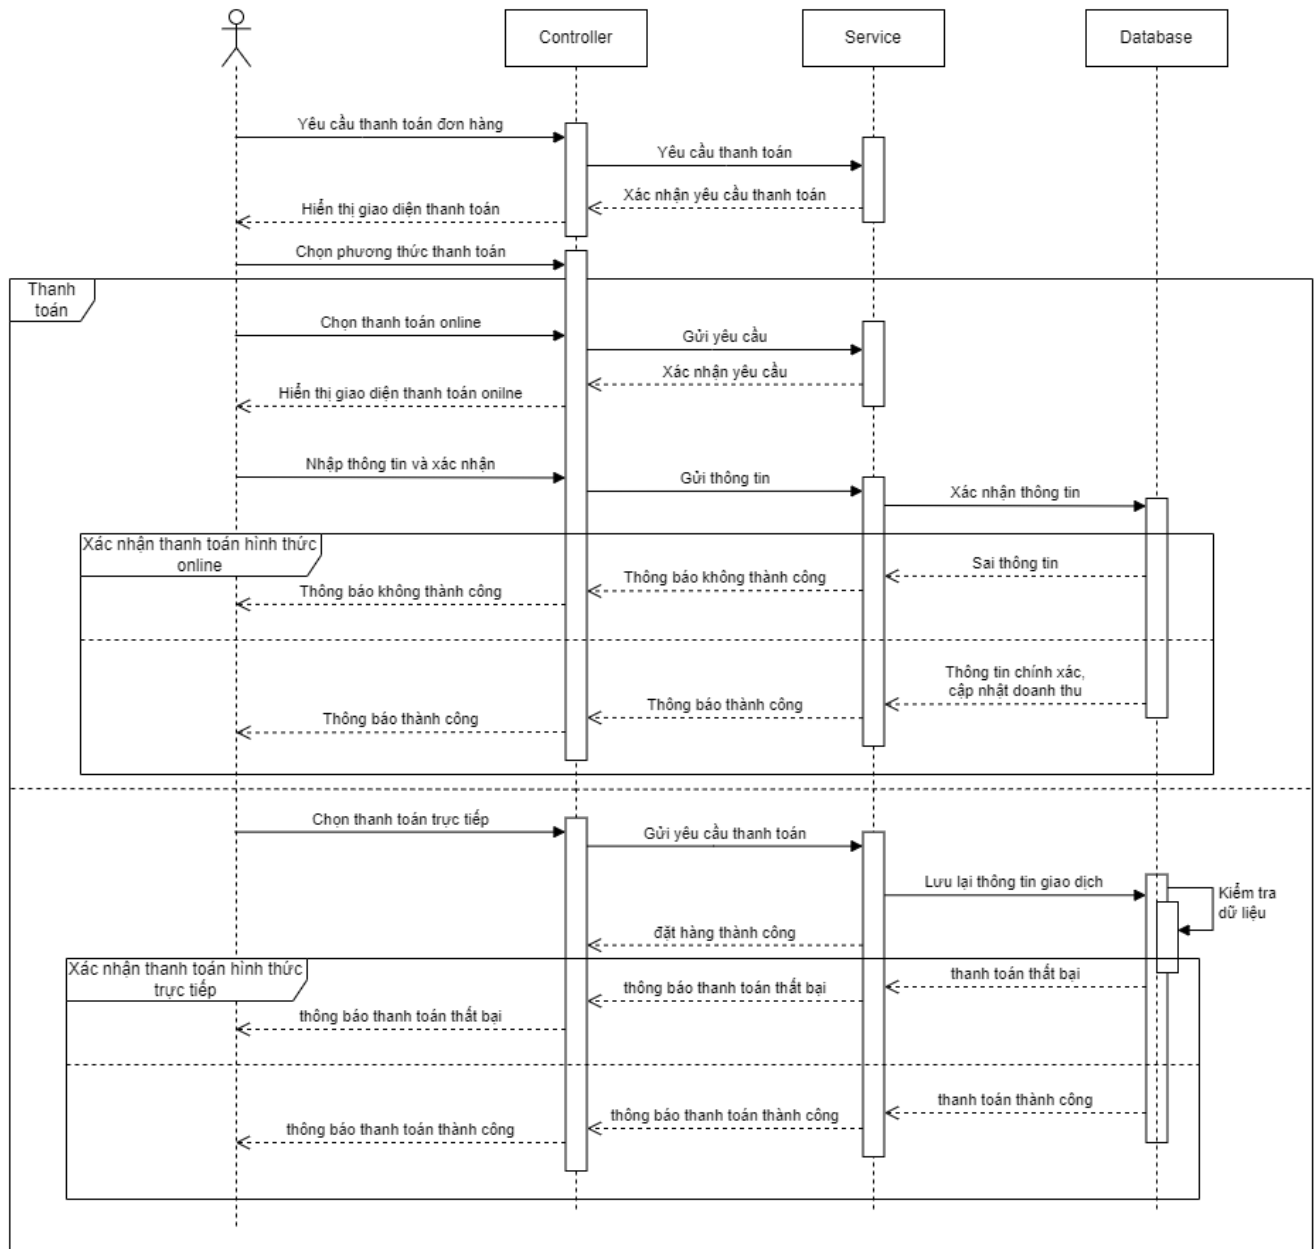 Controller
Service
Database
Yêu cầu thanh toán đơn hàng
Yêu cầu thanh toán
Xác nhận yêu cầu thanh toán
Hiển thị giao diện thanh toán
Chọn phương thức thanh toán
Thanh
toán
Chọn thanh toán online
Gửi yêu cầu
Xác nhận yêu cầu
Hiển thị giao diện thanh toán onilne
Nhập thông tin và xác nhận
Gửi thông tin
Xác nhận thông tin
Xác nhận thanh toán hình thức
online
Sai thông tin
Thông báo không thành công
Thông báo không thành công
Thông tin chính xác,
cập nhật doanh thu
Thông báo thành công
Thông báo thành công
Chọn thanh toán trực tiếp
Gửi yêu cầu thanh toán
Lưu lại thông tin giao dịch
Kiểm tra
dữ liệu
đặt hàng thành công
Xác nhận thanh toán hình thức
trực tiếp
thanh toán thất bại
thông báo thanh toán thất bại
thông báo thanh toán thất bại
thanh toán thành công
thông báo thanh toán thành công
thông báo thanh toán thành công